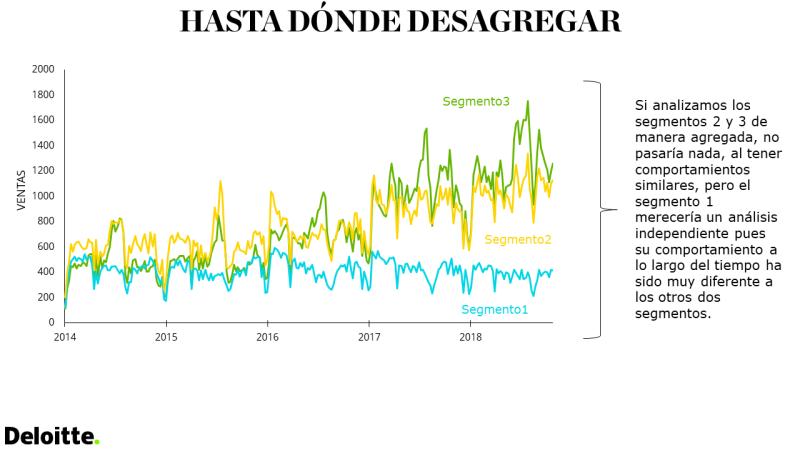 HASTA DÓNDE DESAGREGAR
2000
1800
1600
1400
1200
1000
800
600
400
200
0
VENTAS
Segmento3
Segmento2
Segmento1
2014
2015
2016
2017
2018
Si analizamos los
segmentos 2 y 3 de
manera agregada, no
pasaría nada, al tener
comportamientos
similares, pero el
segmento 1
merecería un análisis
independiente pues
su comportamiento a
lo largo del tiempo ha
sido muy diferente a
los otros dos
segmentos.
Deloitte.